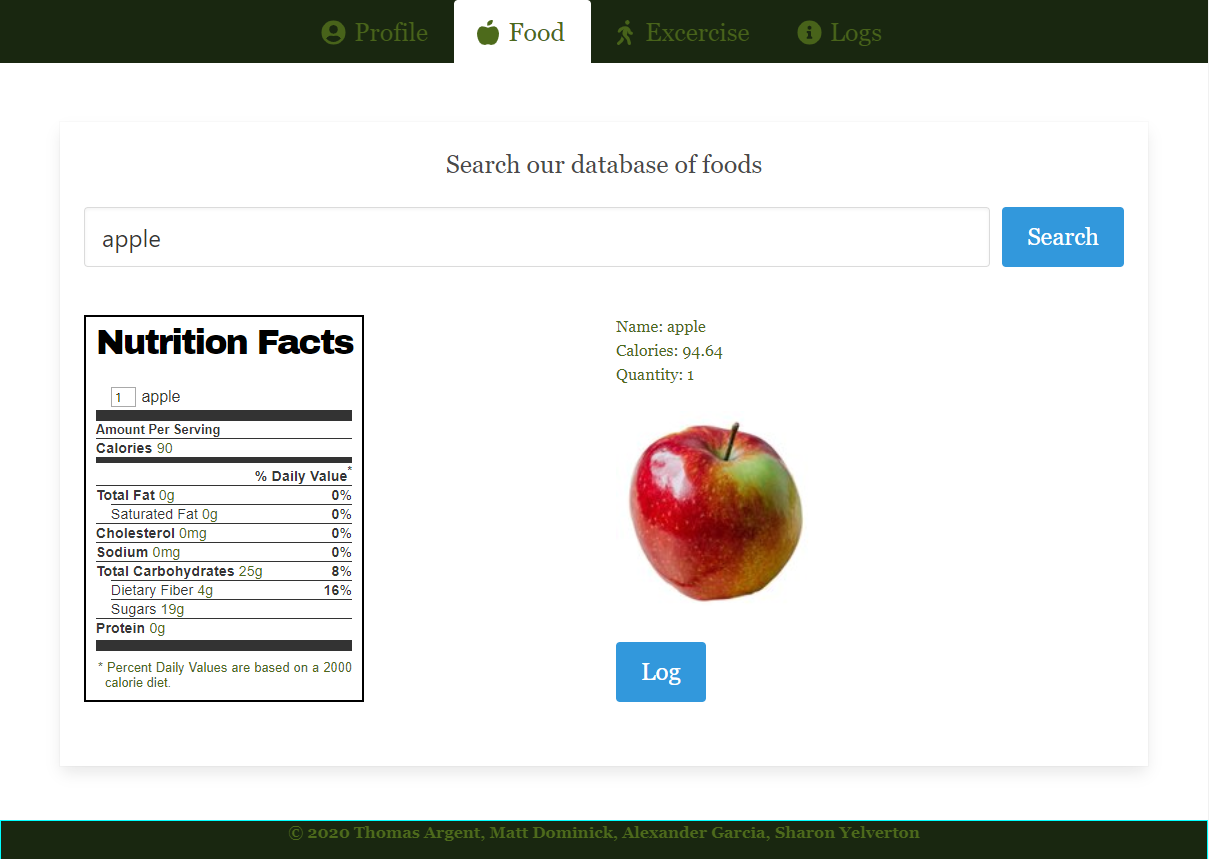 Profile Food Excercise Logs
Search our database of foods
apple
Search
Nutrition Facts
1 apple
Amount Per Serving
Calories 90
% Daily Value*
Total Fat 0g 0%
Saturated Fat 0g 0%
Cholesterol 0mg 0%
Sodium 0mg 0%
Total Carbohydrates 25g 8%
Dietary Fiber 4g 16%
Sugars 19g
Protein 0g
* Percent Daily Values are based on a 2000
calorie diet.
Name: apple
Calories: 94.64
Quantity: 1
Log
© 2020 Thomas Argent, Matt Dominick, Alexander Garcia, Sharon Yelverton